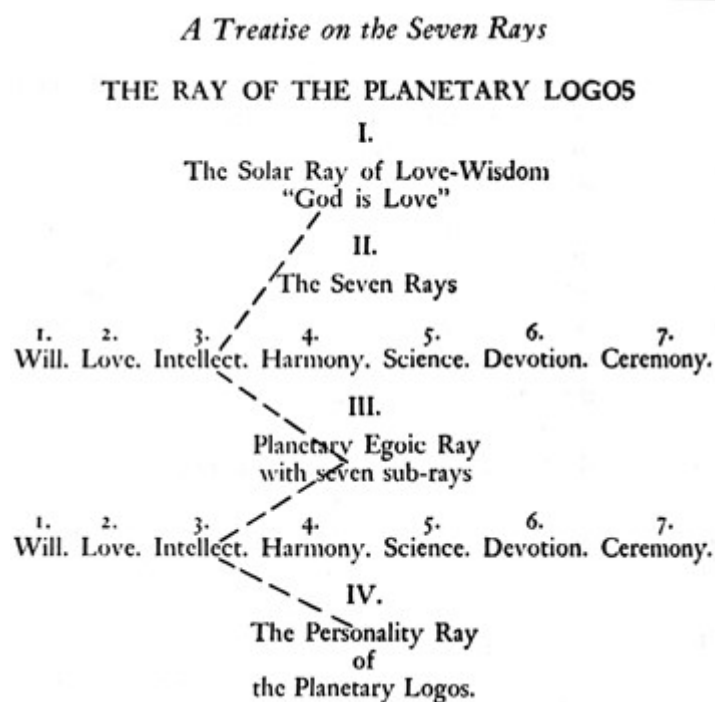 A Treatise on the Seven Rays
THE RAY OF THE PLANETARY LOGOS
I.
The Solar Ray of Love-Wisdom
“God is Love”
II.
The Seven Rays
1. 2. 3. 4. 5. 6. 7.
Will. Love. Intellect. Harmony. Science. Devotion. Ceremony.
III.
Planetary Egoic Ray
with seven sub-rays
1. 2. 3. 4. 5. 6. 7.
Will. Love. Intellect. Harmony. Science. Devotion. Ceremony.
IV.
The Personality Ray
of
the Planetary Logos.